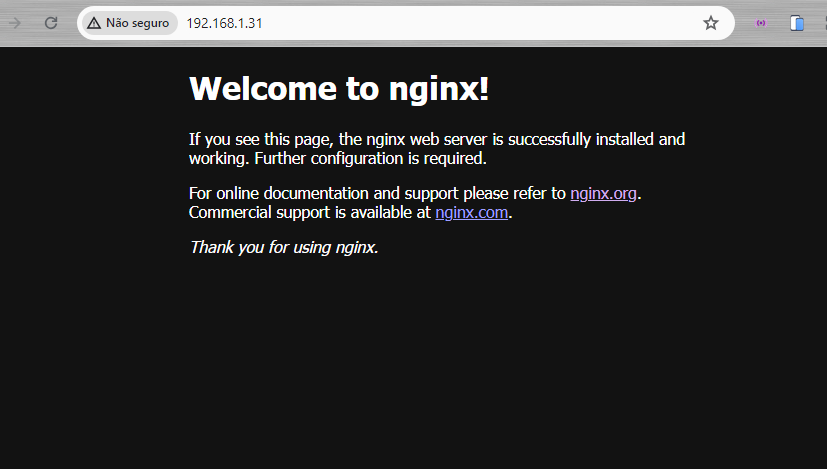 Não seguro 192.168.1.31
Welcome to nginx!
If you see this page, the nginx web server is successfully installed and
working. Further configuration is required.
For online documentation and support please refer to nginx.org.
Commercial support is available at nginx.com.
Thank you for using nginx.